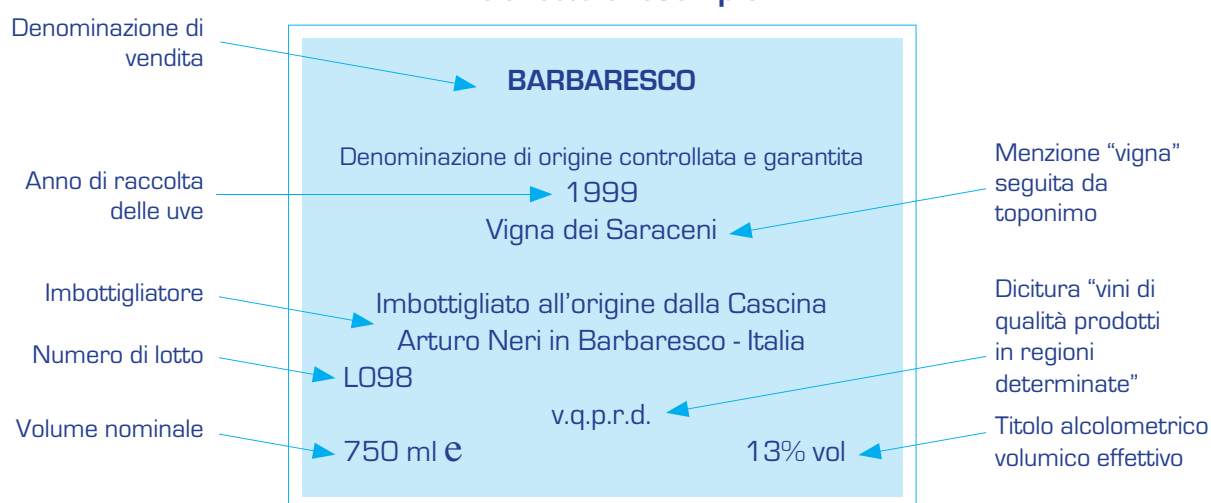 Denominazione di
vendita
BARBARESCO
Denominazione di origine controllata e garantita
Anno di raccolta
delle uve
1999
Vigna dei Saraceni
Menzione “vigna”
seguita da
toponimo
Imbottigliatore
Imbottigliato all’origine dalla Cascina
Arturo Neri in Barbaresco - Italia
Numero di lotto
L098
v.q.p.r.d.
Dicitura “vini di
qualità prodotti
in regioni
determinate”
Volume nominale
750 ml e
13% vol
Titolo alcolometrico
volumico effettivo